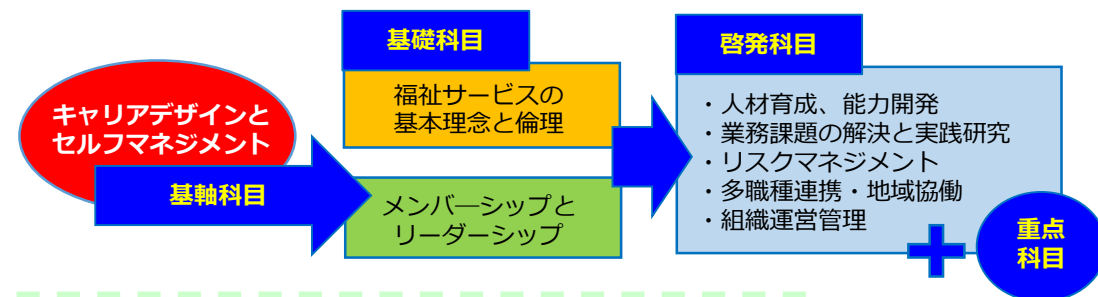 キャリアデザインと
セルフマネジメント
基軸科目
基礎科目
福祉サービスの
基本理念と倫理
メンバ―シップと
リーダーシップ
啓発科目
・人材育成、能力開発
・業務課題の解決と実践研究
・リスクマネジメント
・多職種連携・地域協働
・組織運営管理
重点
科目